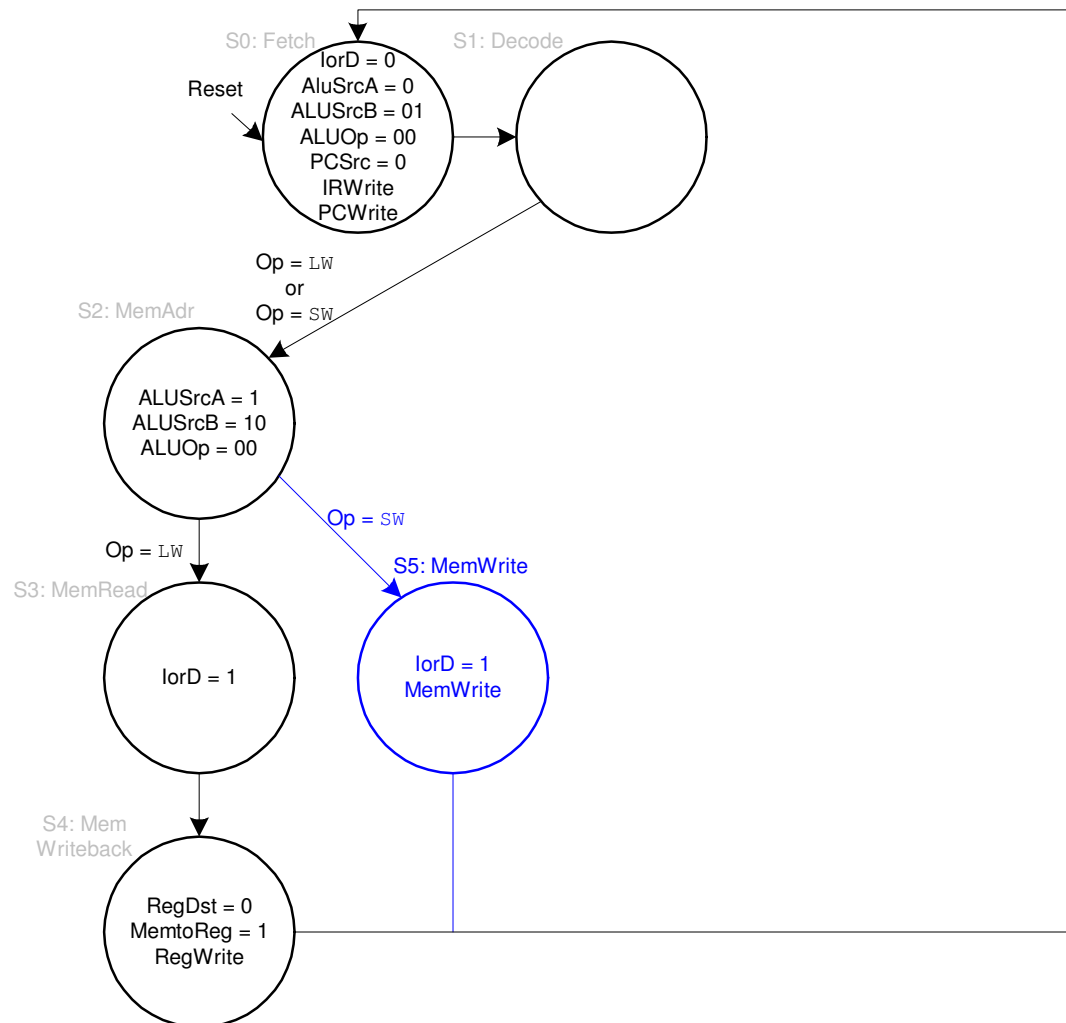 S0: Fetch
S1: Decode
Reset
IorD = 0
AluSrcA = 0
ALUSrcB = 01
ALUOp = 00
PCSrc = 0
IRWrite
PCWrite
Op = LW
or
Op = SW
S2: MemAdr
ALUSrcA = 1
ALUSrcB = 10
ALUOp = 00
Op = SW
Op = LW
S5: MemWrite
S3: MemRead
IorD = 1
IorD = 1
MemWrite
S4: Mem
Writeback
RegDst = 0
MemtoReg = 1
RegWrite